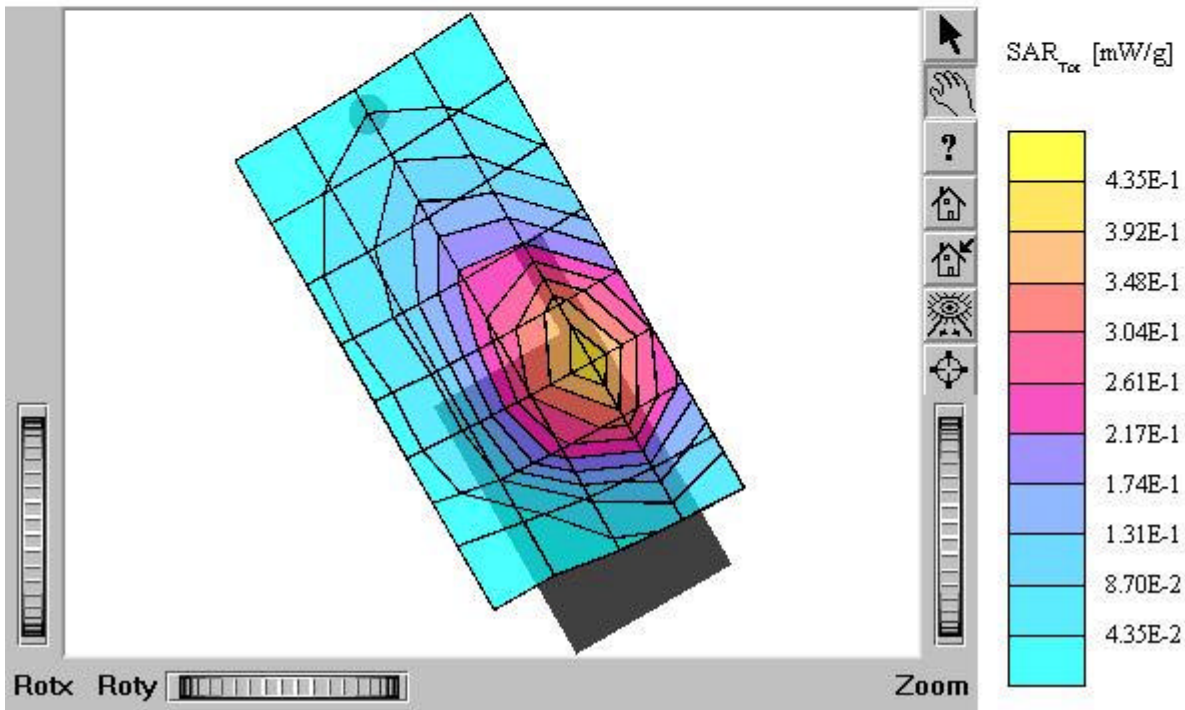 SAR_Tot [mW/g]
?
4.35E-1
3.92E-1
3.48E-1
3.04E-1
2.61E-1
2.17E-1
1.74E-1
1.31E-1
8.70E-2
4.35E-2
Rotx Roty Zoom